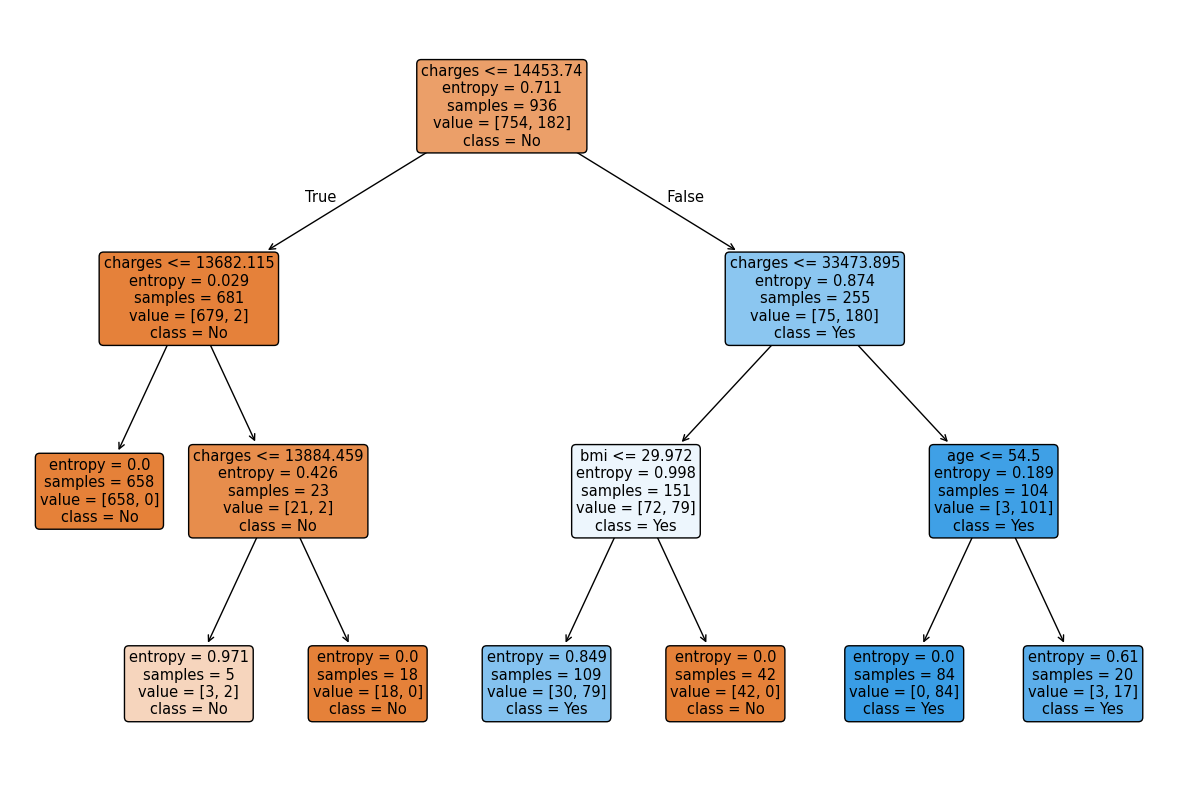 charges <= 14453.74
entropy = 0.711
samples = 936
value = [754, 182]
class = No
True
False
charges <= 13682.115
entropy = 0.029
samples = 681
value = [679, 2]
class = No
charges <= 33473.895
entropy = 0.874
samples = 255
value = [75, 180]
class = Yes
entropy = 0.0
samples = 658
value = [658, 0]
class = No
charges <= 13884.459
entropy = 0.426
samples = 23
value = [21, 2]
class = No
bmi <= 29.972
entropy = 0.998
samples = 151
value = [72, 79]
class = Yes
age <= 54.5
entropy = 0.189
samples = 104
value = [3, 101]
class = Yes
entropy = 0.971
samples = 5
value = [3, 2]
class = No
entropy = 0.0
samples = 18
value = [18, 0]
class = No
entropy = 0.849
samples = 109
value = [30, 79]
class = Yes
entropy = 0.0
samples = 42
value = [42, 0]
class = No
entropy = 0.0
samples = 84
value = [0, 84]
class = Yes
entropy = 0.61
samples = 20
value = [3, 17]
class = Yes